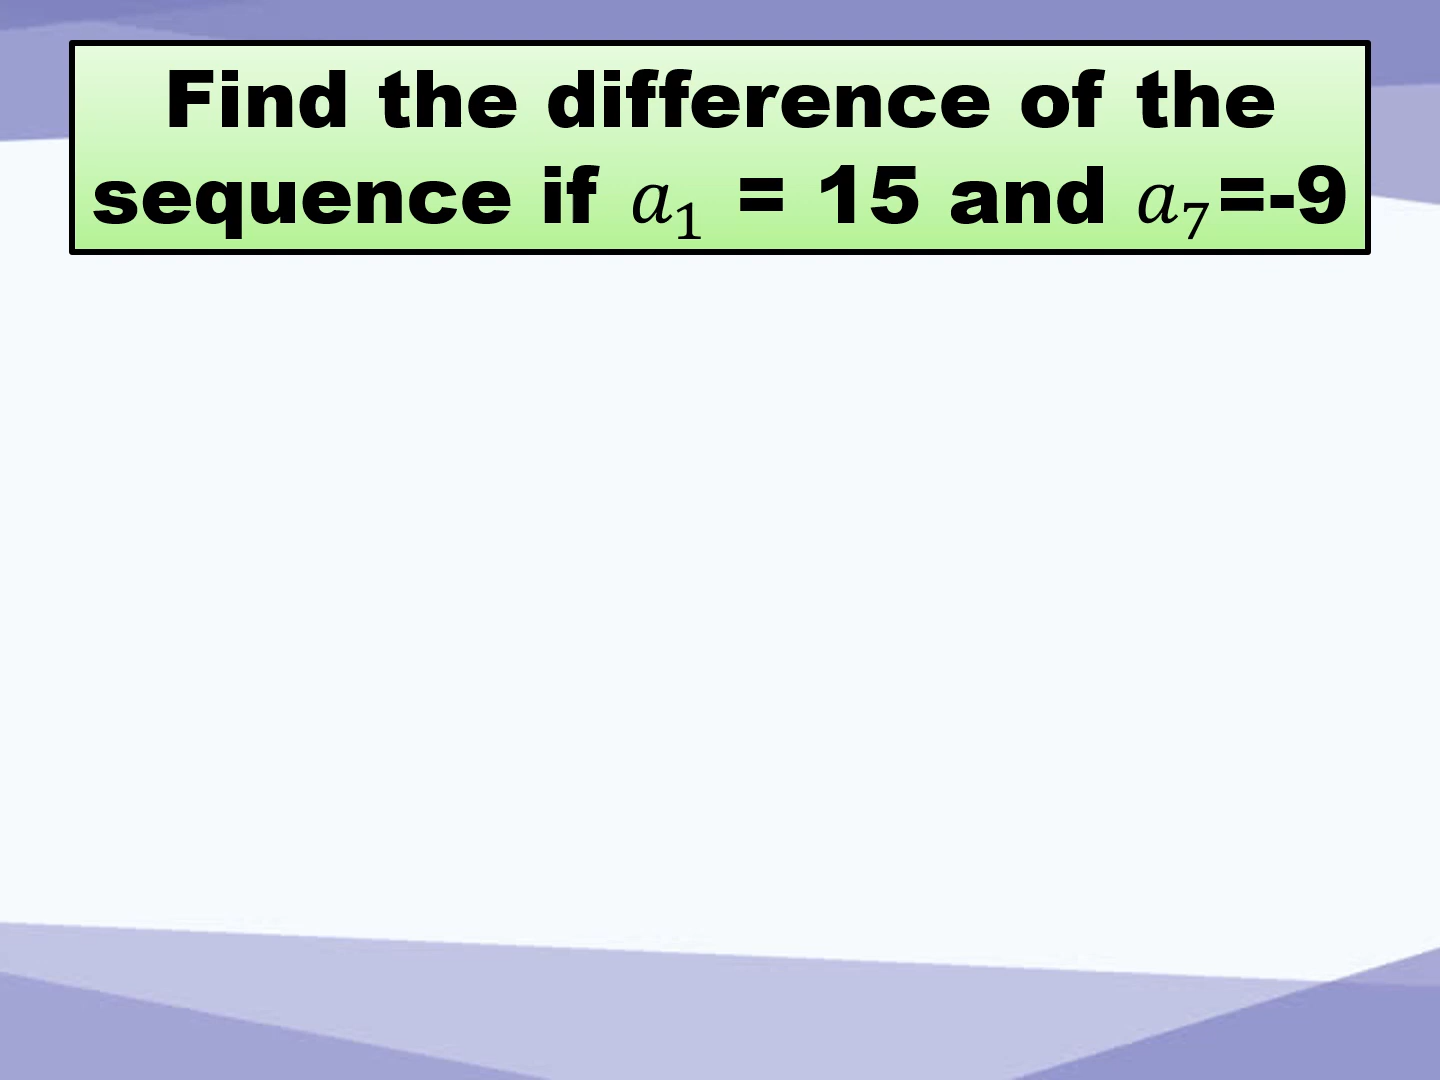 Find the difference of the
sequence if 𝑎₁ = 15 and 𝑎₇=-9